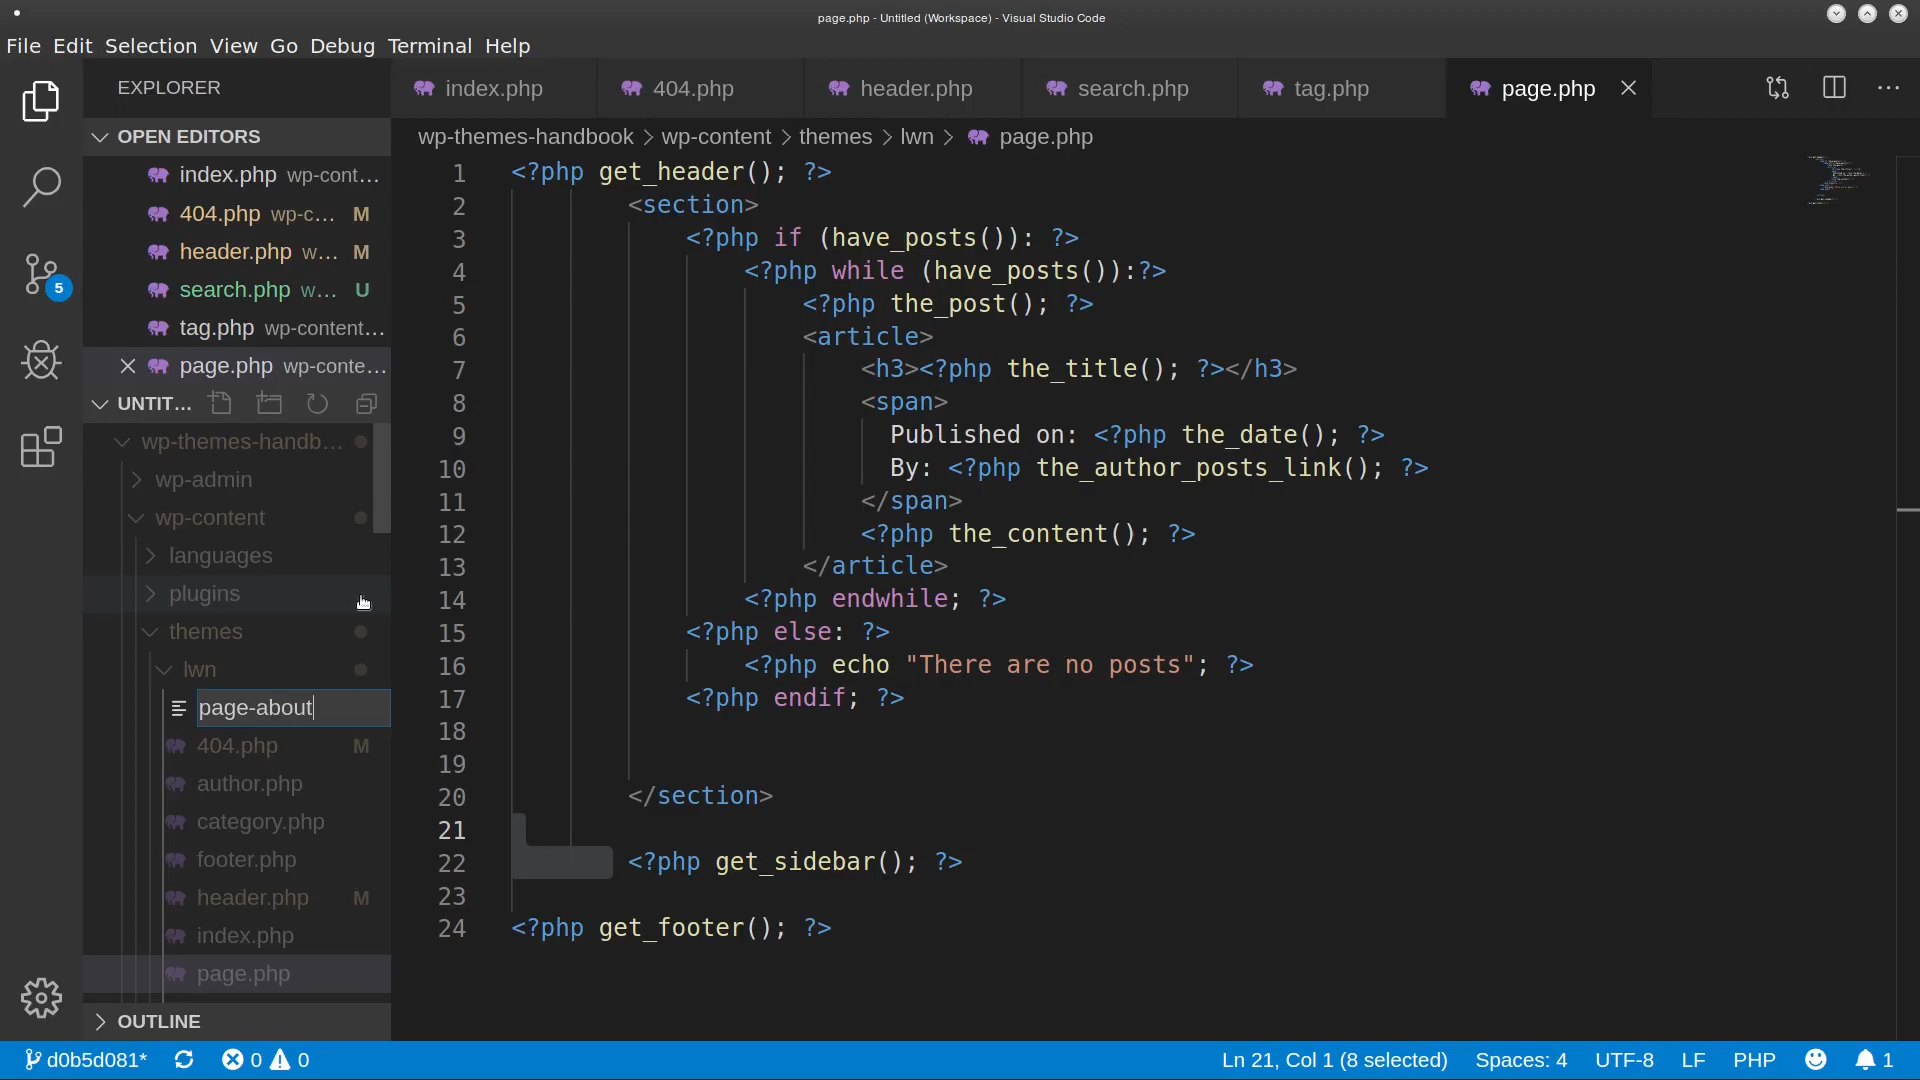 page.php - Untitled (Workspace) - Visual Studio Code
File Edit Selection View Go Debug Terminal Help
EXPLORER
index.php 404.php header.php search.php tag.php page.php
OPEN EDITORS
index.php wp-cont...
404.php wp-c... M
header.php w... M
search.php w... U
tag.php wp-content...
page.php wp-conte...
5
UNTIT...
wp-themes-handb...
wp-admin
wp-content
languages
plugins
themes
lwn
page-about
404.php M
author.php
category.php
footer.php
header.php M
index.php
page.php
OUTLINE
wp-themes-handbook > wp-content > themes > lwn > page.php
1 <?php get_header(); ?>
2 <section>
3 <?php if (have_posts()): ?>
4 <?php while (have_posts()):?>
5 <?php the_post(); ?>
6 <article>
7 <h3><?php the_title(); ?></h3>
8 <span>
9 Published on: <?php the_date(); ?>
10 By: <?php the_author_posts_link(); ?>
11 </span>
12 <?php the_content(); ?>
13 </article>
14 <?php endwhile; ?>
15 <?php else: ?>
16 <?php echo "There are no posts"; ?>
17 <?php endif; ?>
18
19
20 </section>
21
22 <?php get_sidebar(); ?>
23
24 <?php get_footer(); ?>
d0b5d081* 0 0 Ln 21, Col 1 (8 selected) Spaces: 4 UTF-8 LF PHP 1